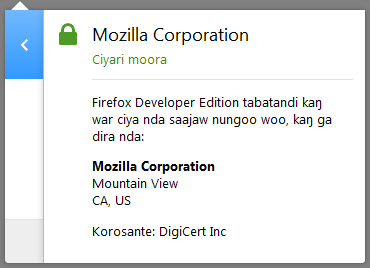 Mozilla Corporation
Ciyari moora
Firefox Developer Edition tabatandi kaŋ
war ciya nda saajaw nungoo woo, kaŋ ga
dira nda:
Mozilla Corporation
Mountain View
CA, US
Korosante: DigiCert Inc